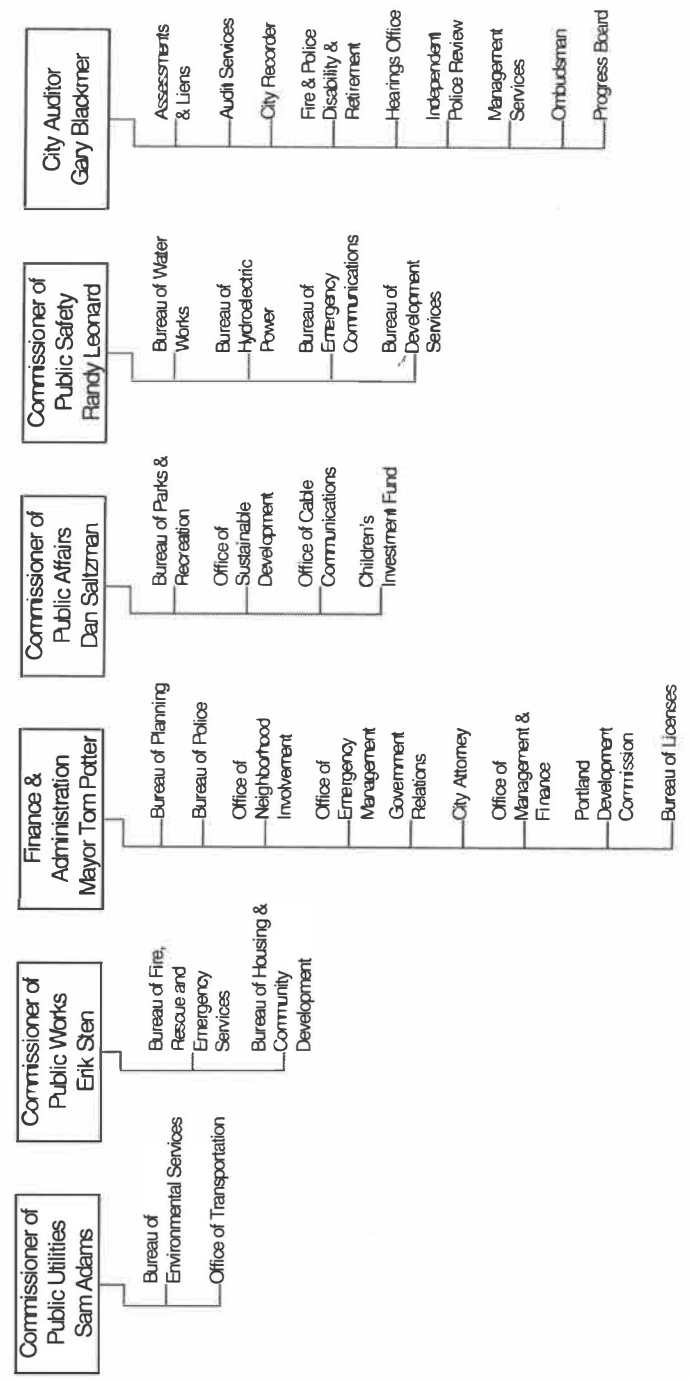 Commissioner of
Public Utilities
Sam Adams
Bureau of
Environmental Services
Office of Transportation
Commissioner of
Public Works
Erik Sten
Bureau of Fire,
Rescue and
Emergency
Services
Bureau of Housing &
Community
Development
Finance &
Administration
Mayor Tom Potter
Bureau of Planning
Bureau of Police
Office of
Neighborhood
Involvement
Office of
Emergency
Management
Government
Relations
City Attorney
Office of
Management &
Finance
Portland
Development
Commission
Bureau of Licenses
Commissioner of
Public Affairs
Dan Saltzman
Bureau of Parks &
Recreation
Office of
Sustainable
Development
Office of Cable
Communications
Children's
Investment Fund
Commissioner of
Public Safety
Randy Leonard
Bureau of Water
Works
Bureau of
Hydroelectric
Power
Bureau of
Emergency
Communications
Bureau of
Development
Services
City Auditor
Gary Blackmer
Assessments
& Liens
Audit Services
City Recorder
Fire & Police
Disability &
Retirement
Hearings Office
Independent
Police Review
Management
Services
Ombudsman
Progress Board